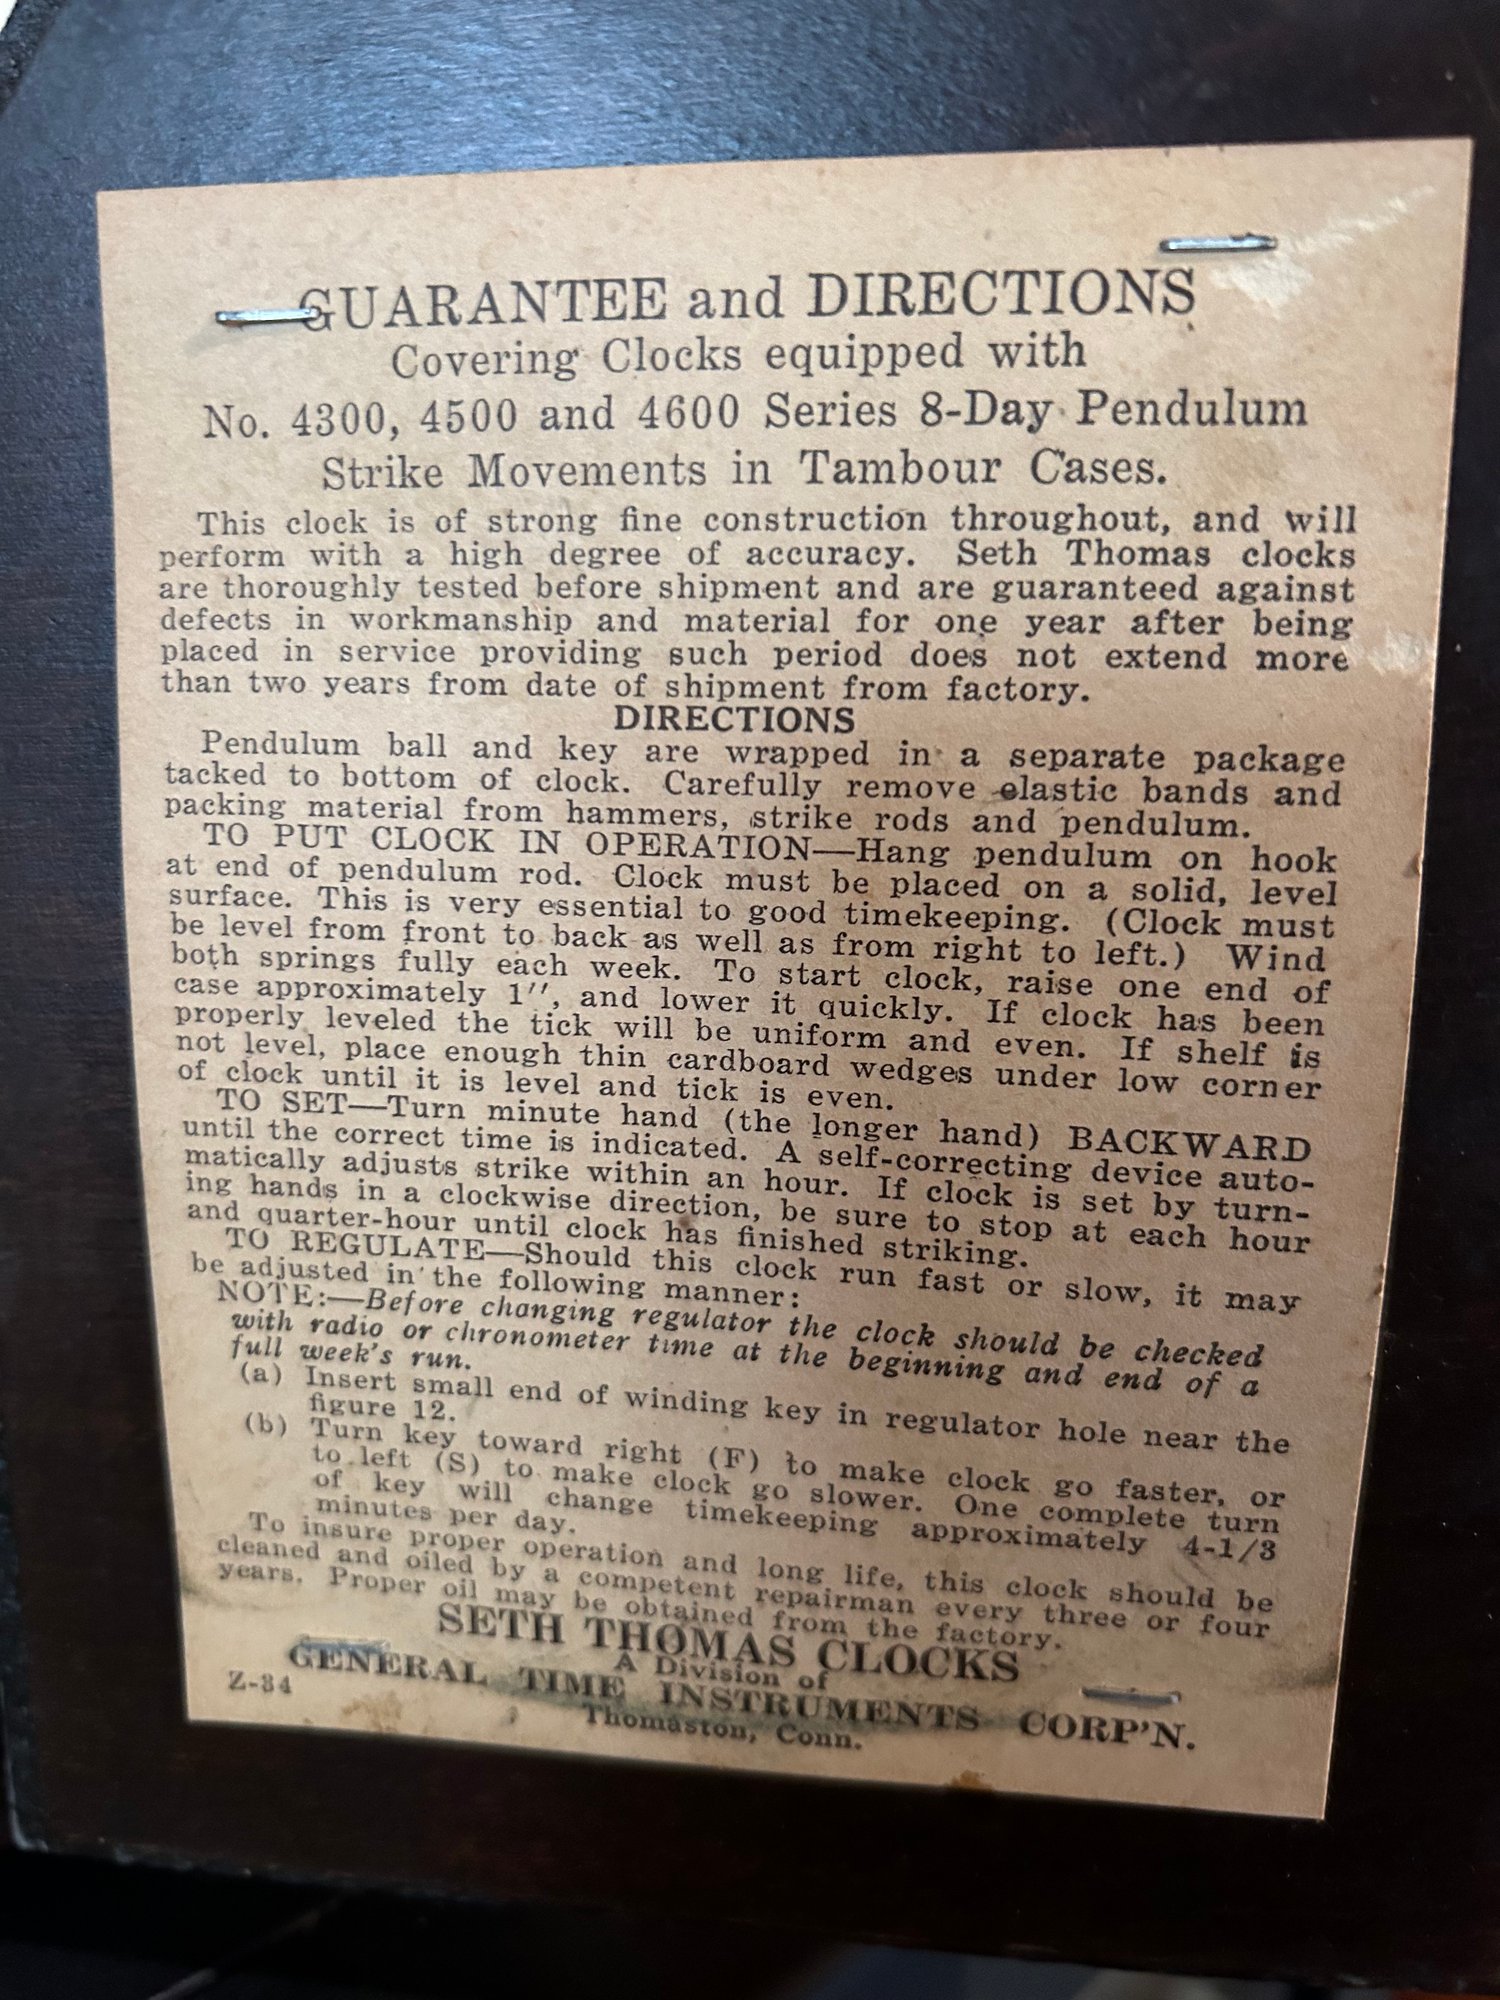 GUARANTEE and DIRECTIONS
Covering Clocks equipped with
No. 4300, 4500 and 4600 Series 8-Day Pendulum
Strike Movements in Tambour Cases.
This clock is of strong fine construction throughout, and will
perform with a high degree of accuracy. Seth Thomas clocks
are thoroughly tested before shipment and are guaranteed against
defects in workmanship and material for one year after being
placed in service providing such period does not extend more
than two years from date of shipment from factory.
DIRECTIONS
Pendulum ball and key are wrapped in a separate package
tacked to bottom of clock. Carefully remove elastic bands and
packing material from hammers, strike rods and pendulum.
TO PUT CLOCK IN OPERATION—Hang pendulum on hook
at end of pendulum rod. Clock must be placed on a solid, level
surface. This is very essential to good timekeeping. (Clock must
be level from front to back as well as from right to left.) Wind
both springs fully each week. To start clock, raise one end of
case approximately 1″, and lower it quickly. If clock has been
properly leveled the tick will be uniform and even. If shelf is
not level, place enough thin cardboard wedges under low corner
of clock until it is level and tick is even.
TO SET—Turn minute hand (the longer hand) BACKWARD
until the correct time is indicated. A self-correcting device auto-
matically adjusts strike within an hour. If clock is set by turn-
ing hands in a clockwise direction, be sure to stop at each hour
and quarter-hour until clock has finished striking.
TO REGULATE—Should this clock run fast or slow, it may
be adjusted in the following manner:
NOTE:—Before changing regulator the clock should be checked
with radio or chronometer time at the beginning and end of a
full week's run.
(a) Insert small end of winding key in regulator hole near the
figure 12.
(b) Turn key toward right (F) to make clock go faster, or
to left (S) to make clock go slower. One complete turn
of key will change timekeeping approximately 4-1/3
minutes per day.
To insure proper operation and long life, this clock should be
cleaned and oiled by a competent repairman every three or four
years. Proper oil may be obtained from the factory.
SETH THOMAS CLOCKS
A Division of
GENERAL TIME INSTRUMENTS CORP'N.
Z-34
Thomaston, Conn.